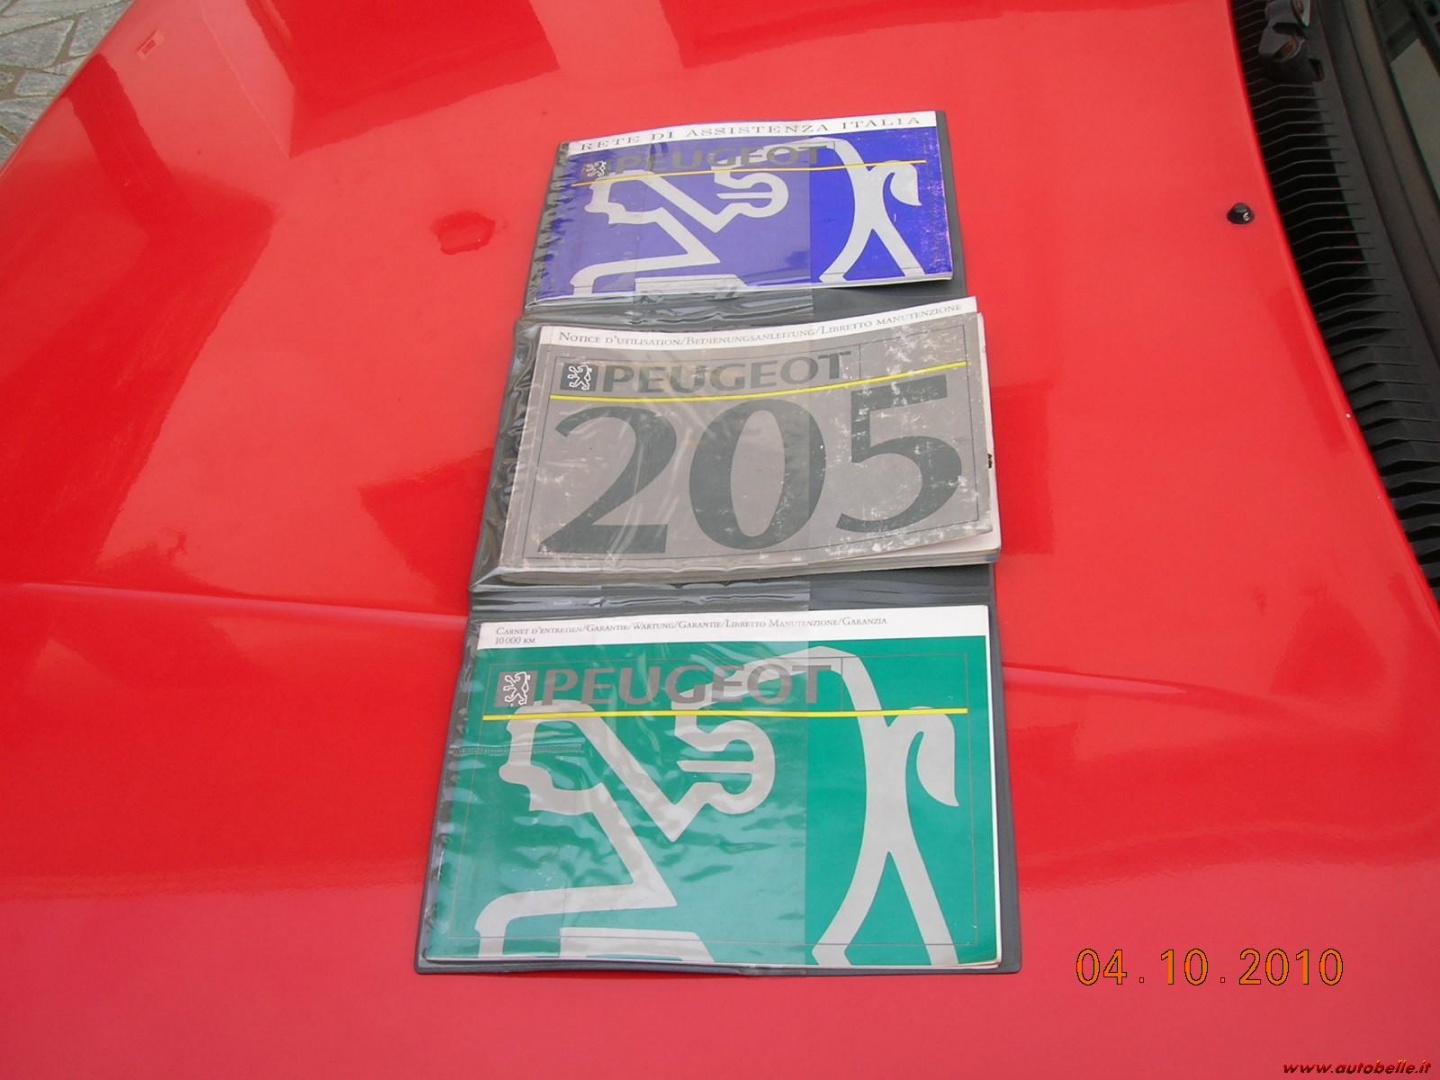 RETE DI ASSISTENZA ITALIA
PEUGEOT
NOTICE D'UTILISATION/BEDIENUNGSANLEITUNG/LIBRETTO MANUTENZIONE
PEUGEOT
205
CARNET D'ENTRETIEN/GARANTIE/WARTUNG/GARANTIE/LIBRETTO MANUTENZIONE/GARANZIA
10 000 KM
PEUGEOT
04.10.2010
www.autobelle.it